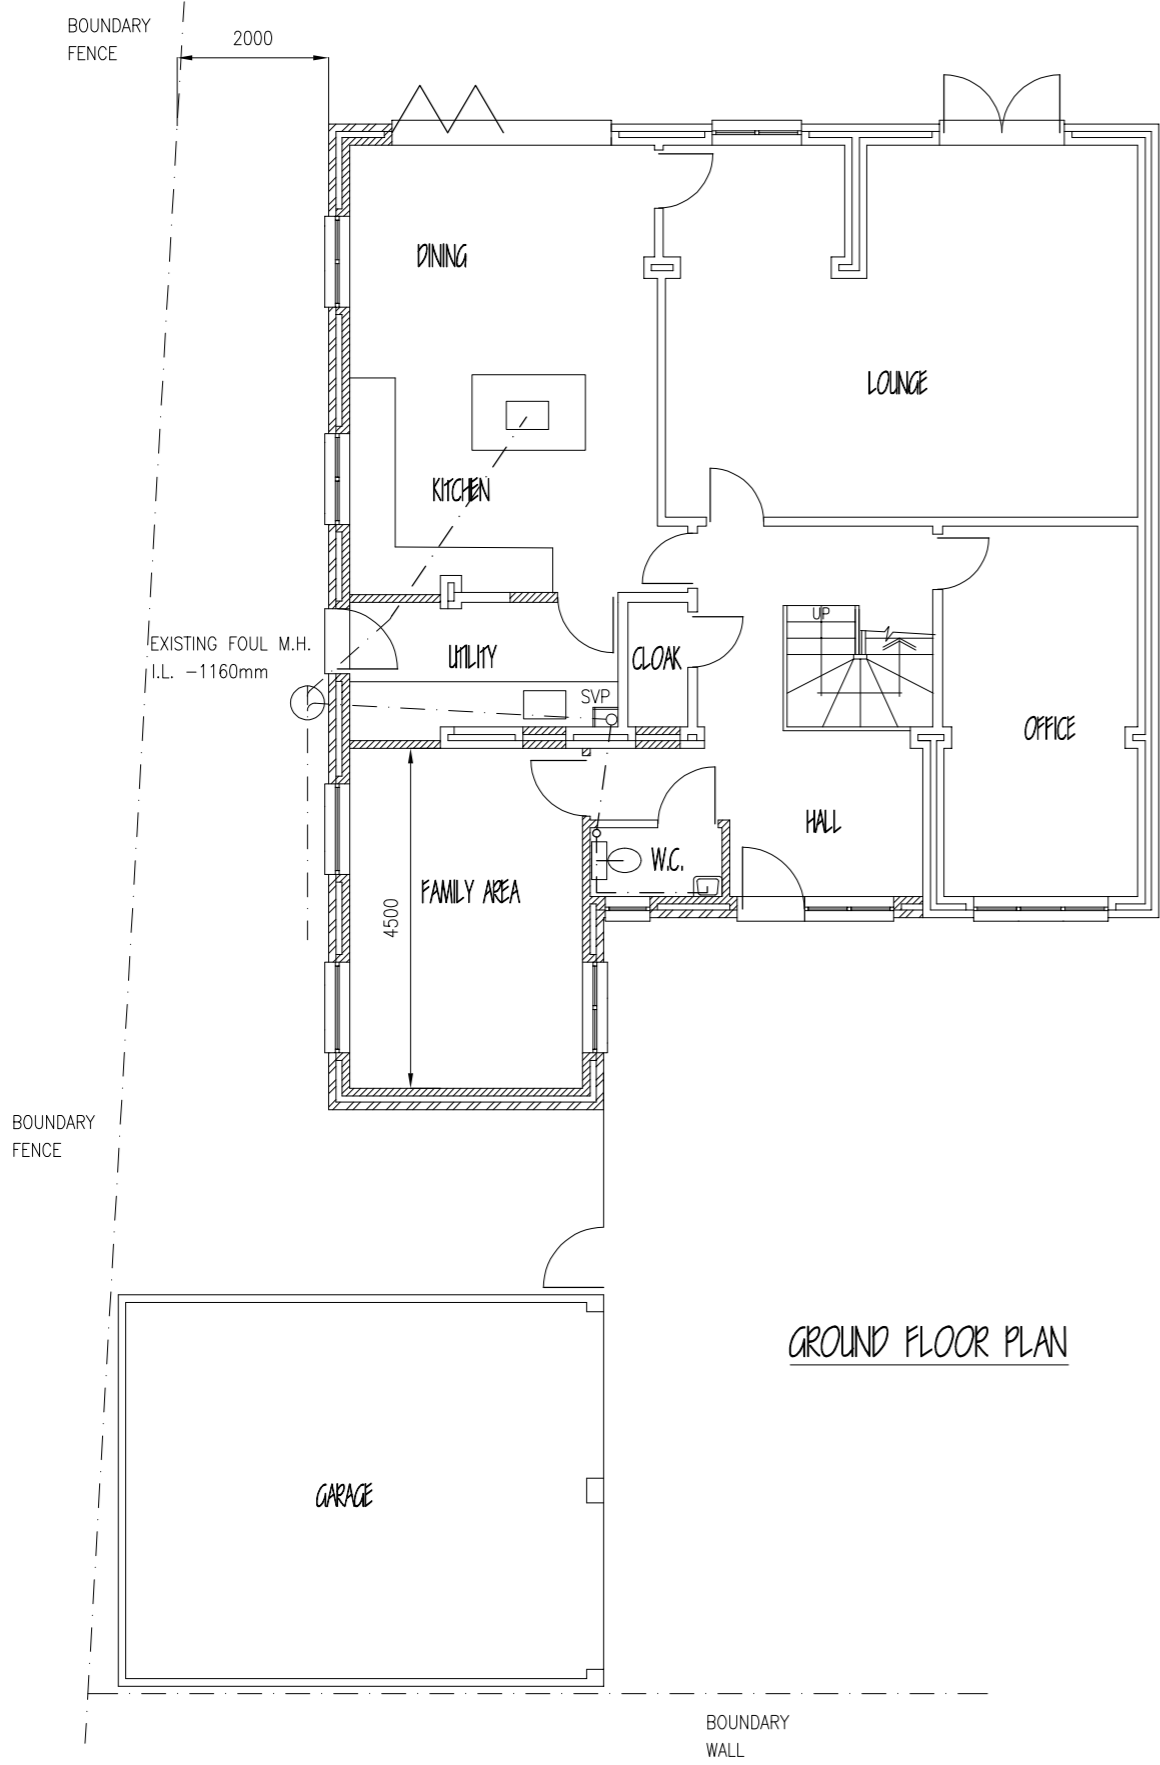 BOUNDARY
FENCE
2000
DINING
LOUNGE
KITCHEN
UP
EXISTING FOUL M.H.
I.L. -1160mm
UTILITY
CLOAK
SVP
OFFICE
HALL
W.C.
FAMILY AREA
4500
BOUNDARY
FENCE
GROUND FLOOR PLAN
GARAGE
BOUNDARY
WALL